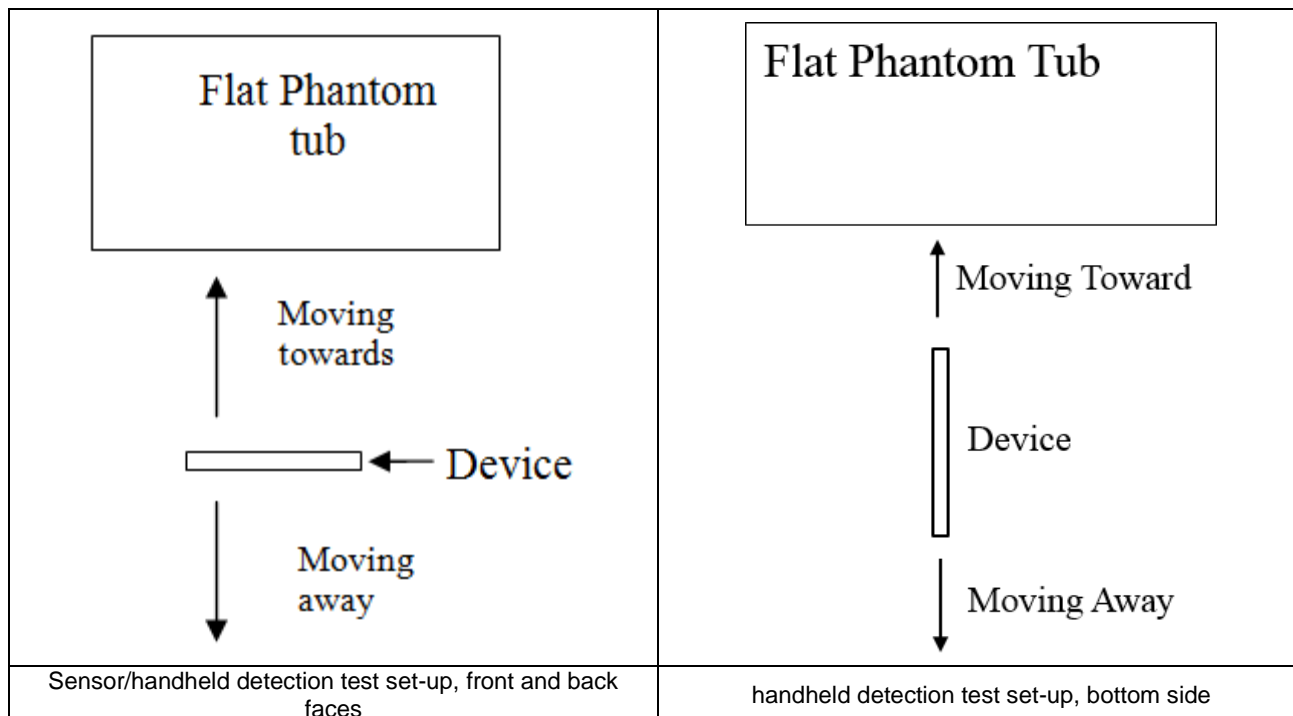 Flat Phantom
tub
Moving
towards
Device
Moving
away
Sensor/handheld detection test set-up, front and back
faces
Flat Phantom Tub
Moving Toward
Device
Moving Away
handheld detection test set-up, bottom side